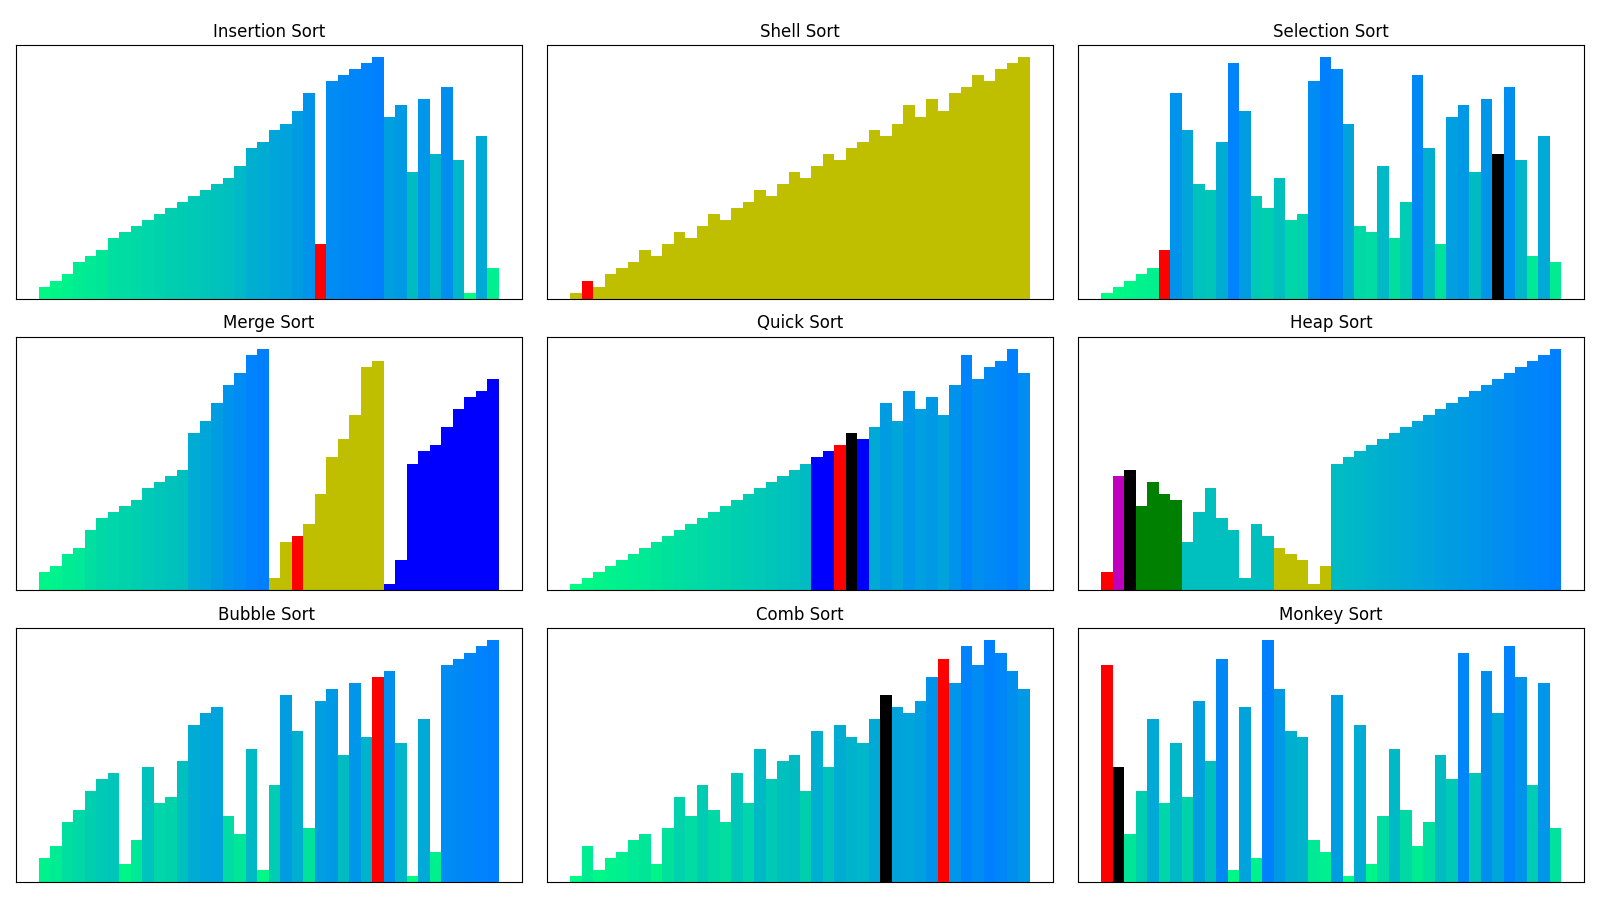 Insertion Sort
Shell Sort
Selection Sort
Merge Sort
Quick Sort
Heap Sort
Bubble Sort
Comb Sort
Monkey Sort